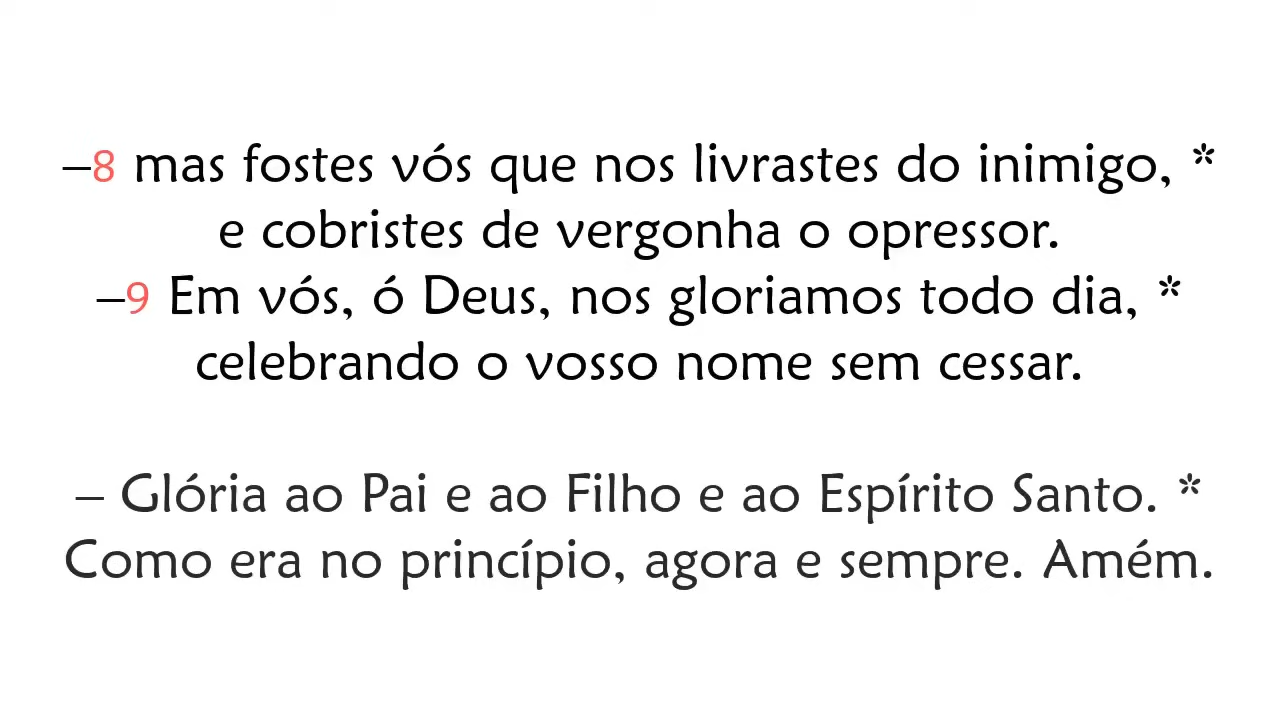 –8 mas fostes vós que nos livrastes do inimigo, *
e cobristes de vergonha o opressor.
–9 Em vós, ó Deus, nos gloriamos todo dia, *
celebrando o vosso nome sem cessar.
– Glória ao Pai e ao Filho e ao Espírito Santo. *
Como era no princípio, agora e sempre. Amém.